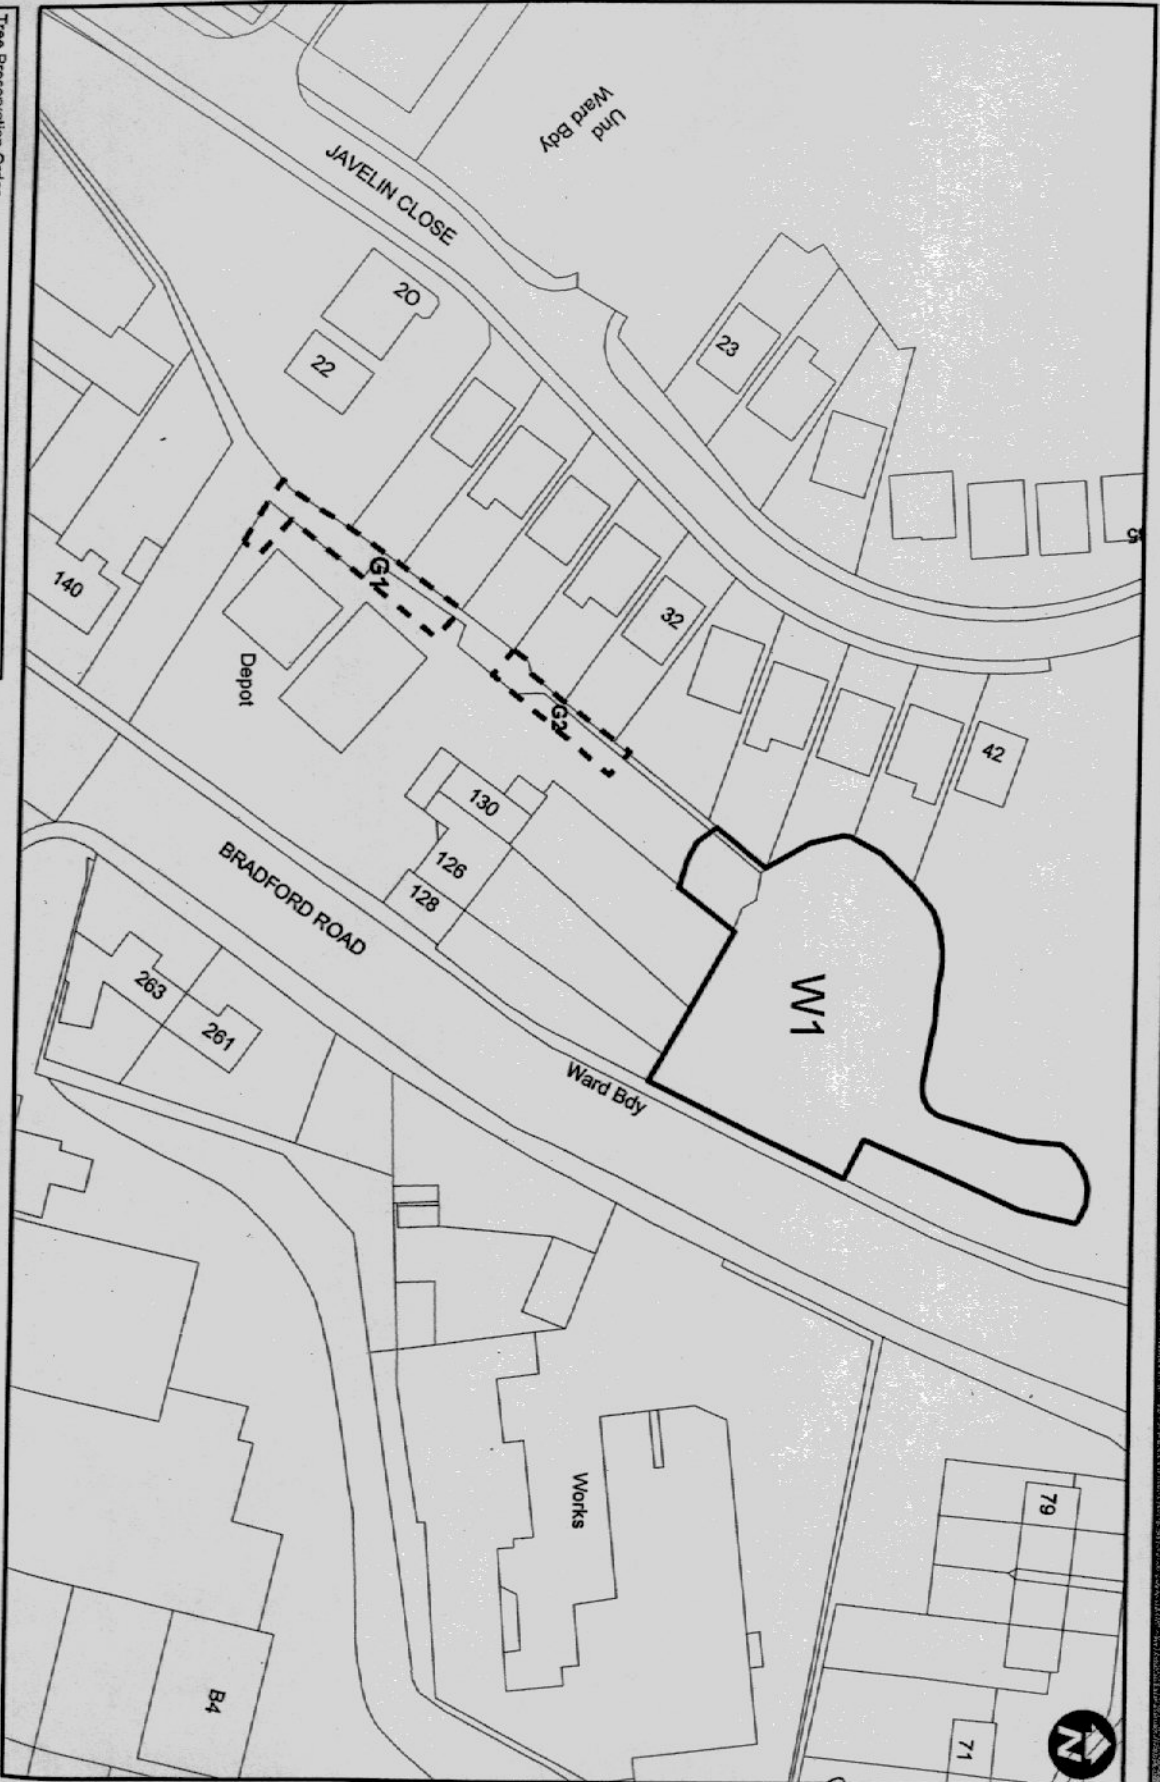 Und
Ward Bdy
JAVELIN CLOSE
20
22
23
32
42
G1
G2
140
Depot
130
126
128
W1
BRADFORD ROAD
Ward Bdy
263
261
Works
79
71
B4
N